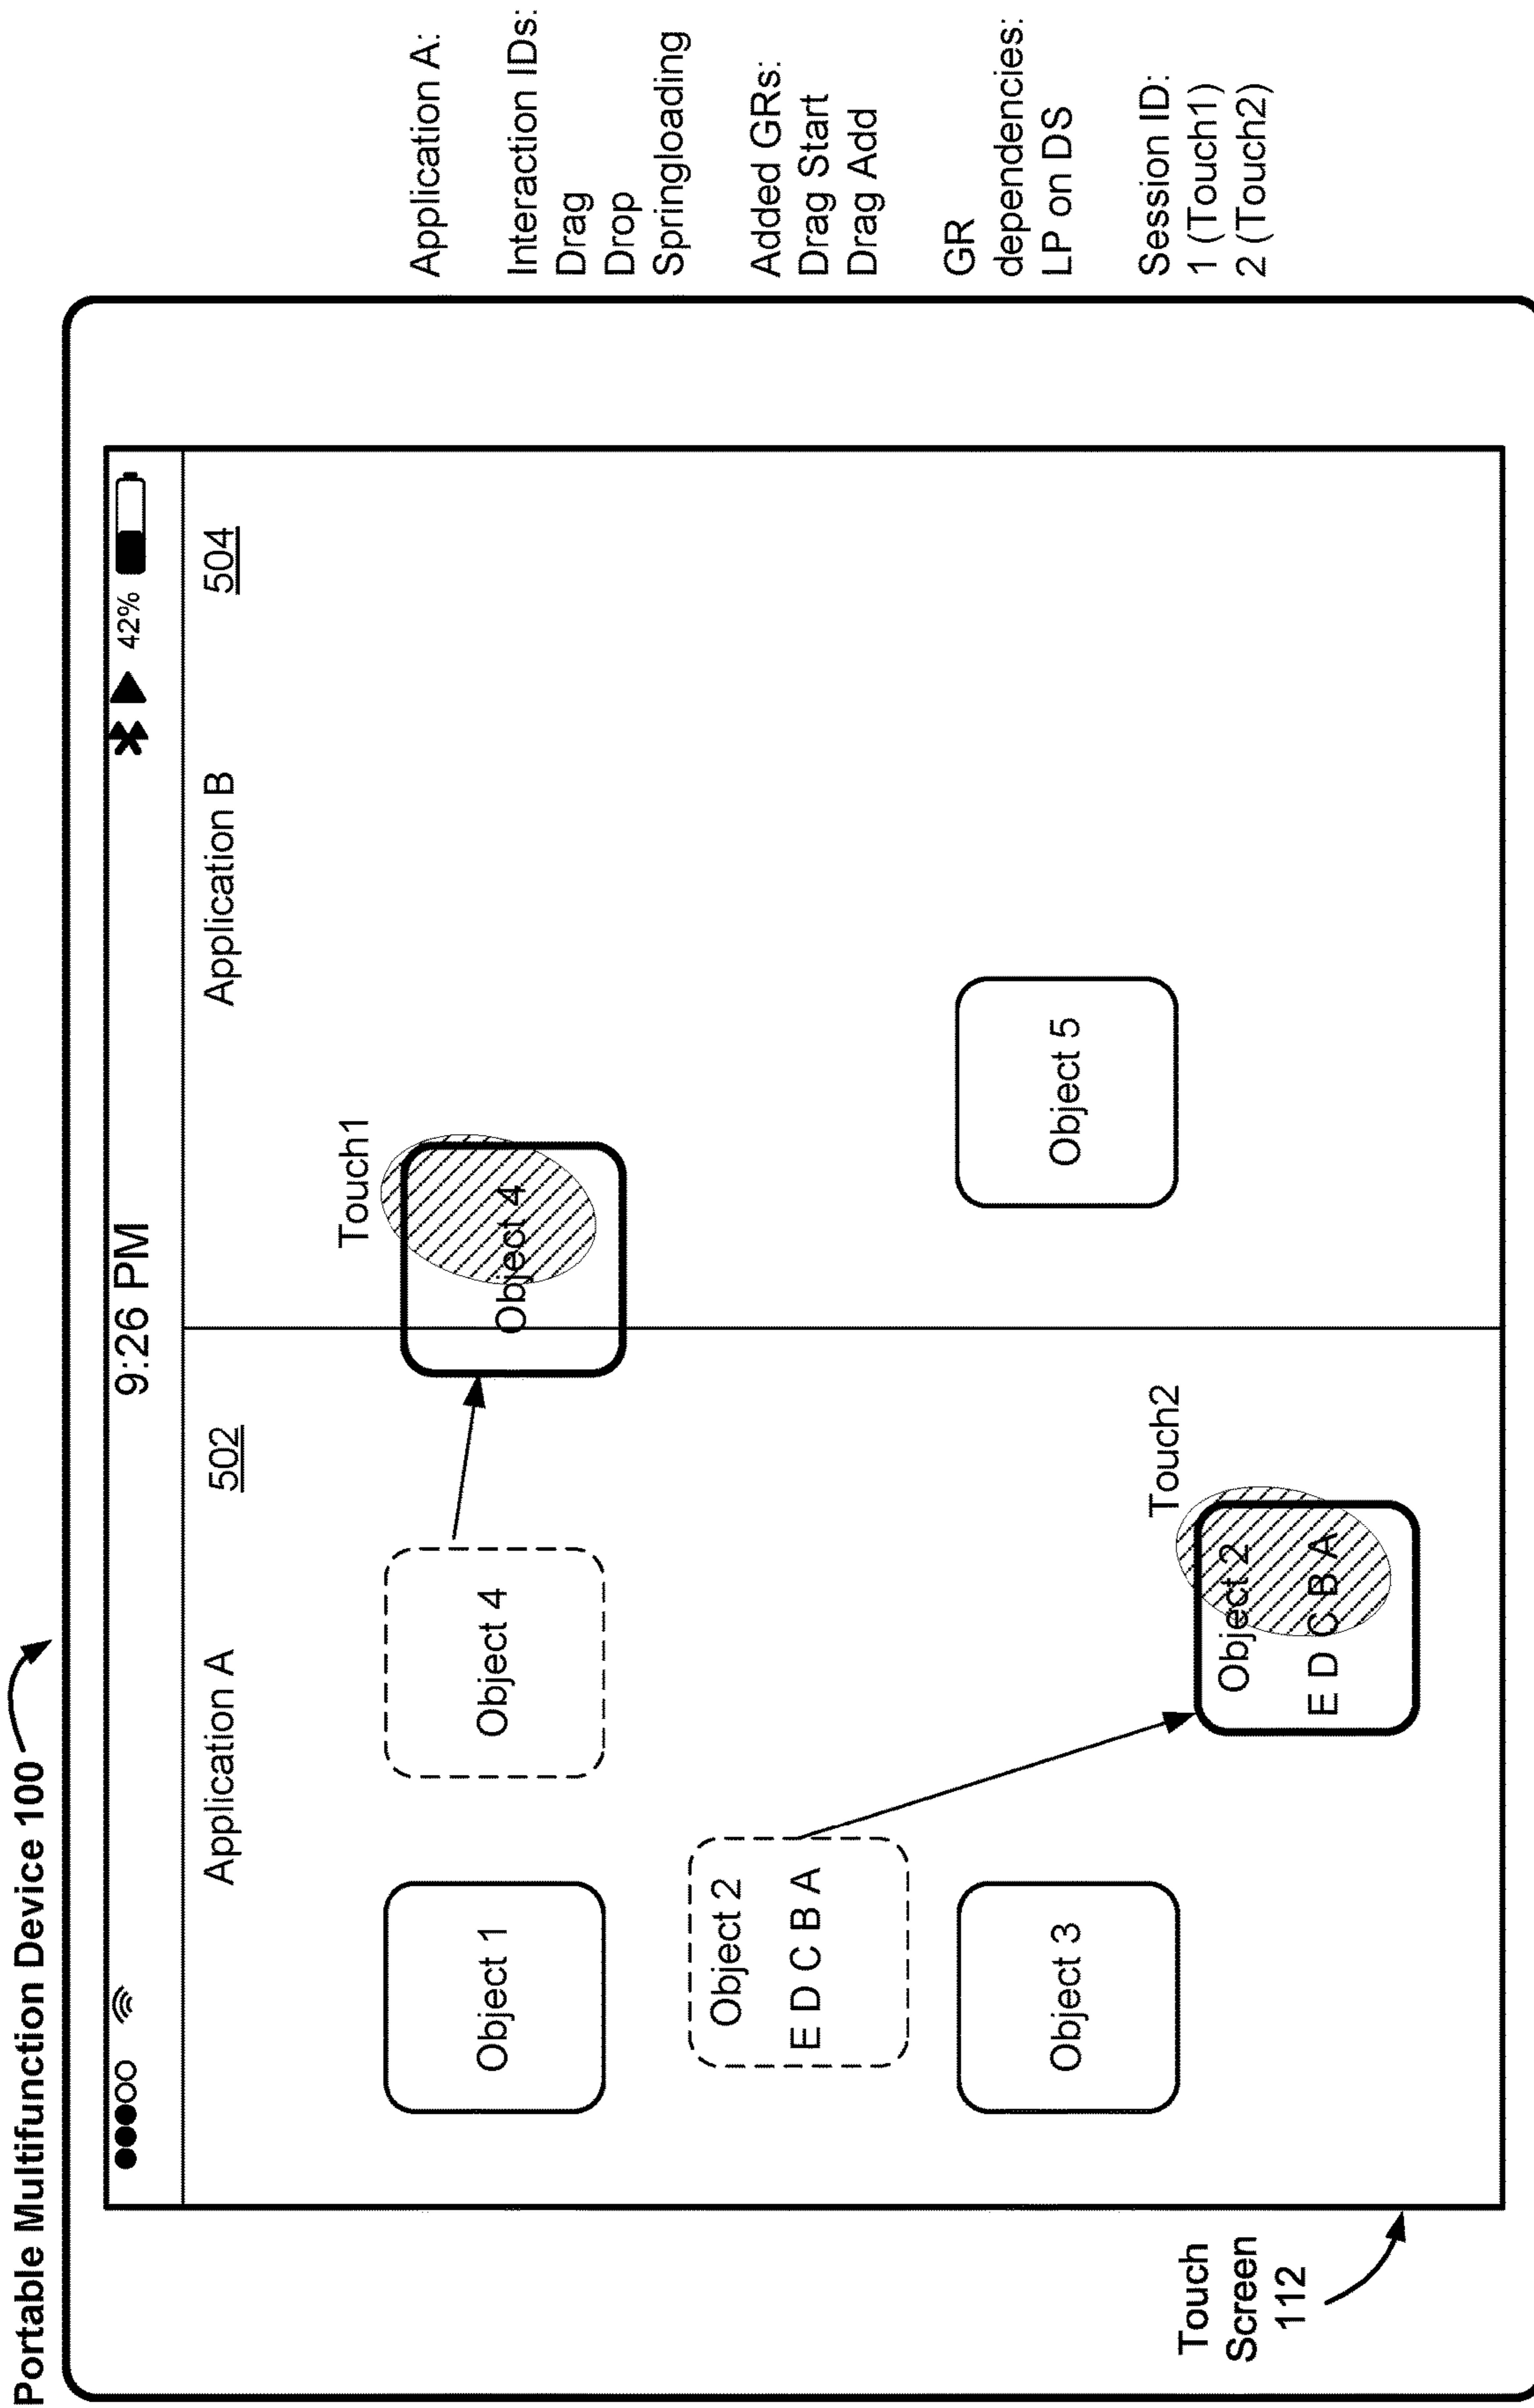 Portable Multifunction Device 100
9:26 PM
42%
Application A
502
Application B
504
Object 1
Object 4
Touch1
Object 4
Object 2
E D C B A
Object 3
Object 5
Touch2
Object 2
E D C B A
Touch
Screen
112
Application A:
Interaction IDs:
Drag
Drop
Springloading
Added GRs:
Drag Start
Drag Add
GR
dependencies:
LP on DS
Session ID:
1 (Touch1)
2 (Touch2)